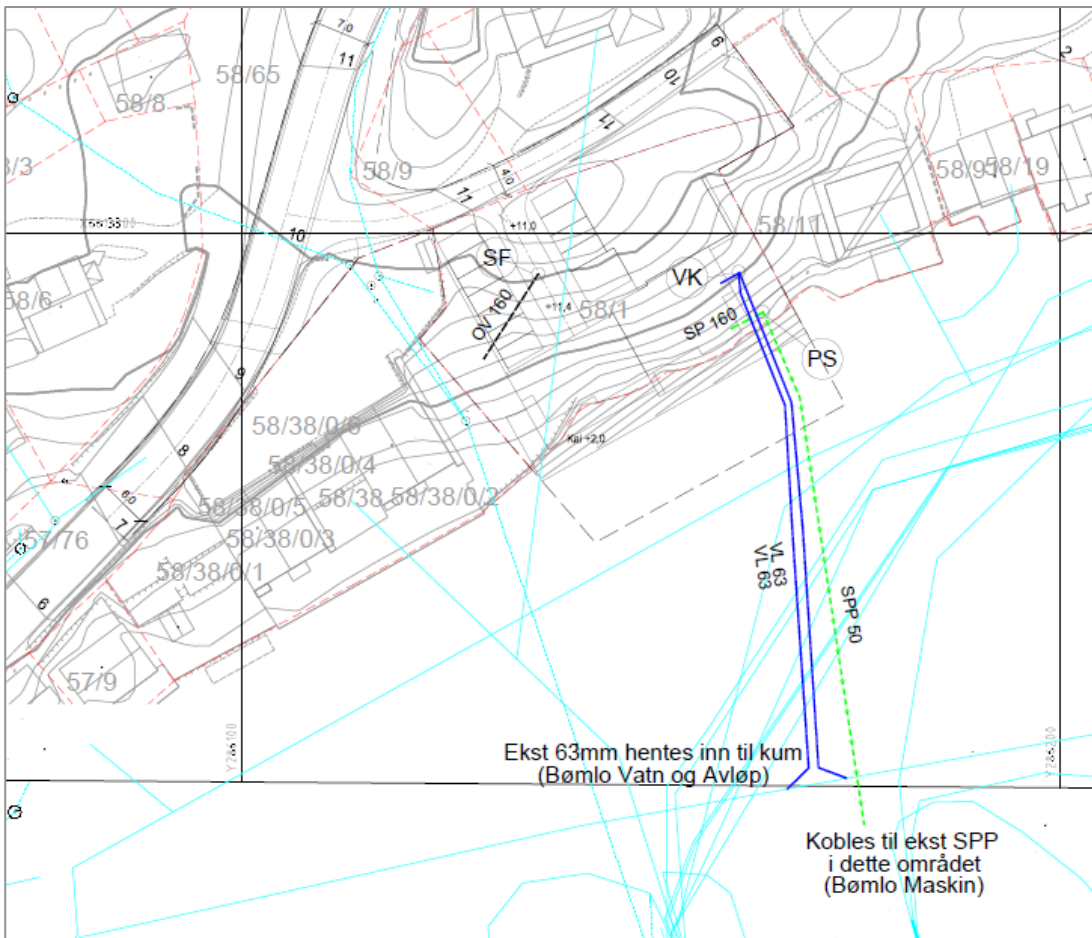 7,0
11
9
2
58/65
10
58/8
11
3/3
58/9
4,0
11
58/91
58/19
58/11
+11,0
10
SF
VK
OV 160
+11,4
58/1
58/6
SP 160
PS
9
58/38/0/6
Kai +2,0
8
58/38/0/4
58/38
58/38/0/2
6,0
58/38/0/5
7
57/76
58/38/0/3
58/38/0/1
VL 63
VL 63
SPP 50
6
57/9
Y286100
Y286200
Ekst 63mm hentes inn til kum
(Bømlo Vatn og Avløp)
Kobles til ekst SPP
i dette området
(Bømlo Maskin)